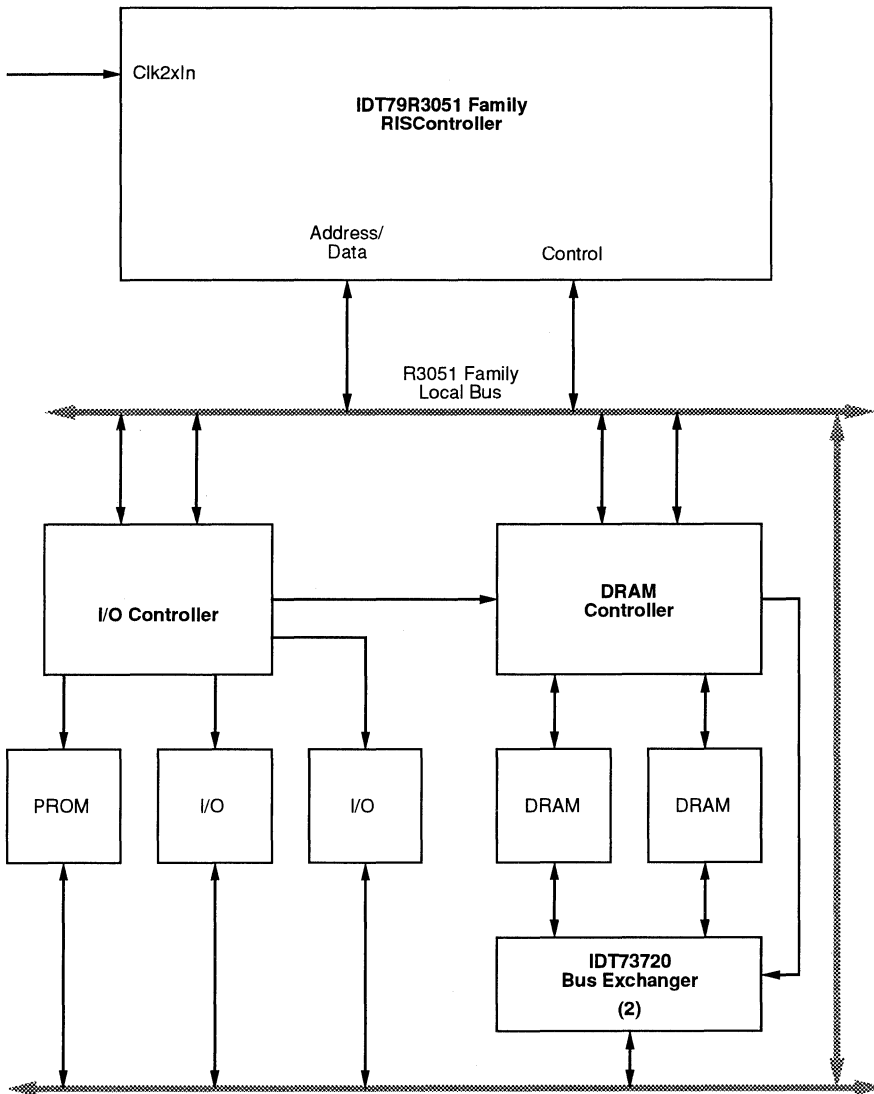 Clk2xIn
IDT79R3051 Family
RISController
Address/
Data
Control
R3051 Family
Local Bus
I/O Controller
DRAM
Controller
PROM
I/O
I/O
DRAM
DRAM
IDT73720
Bus Exchanger
(2)